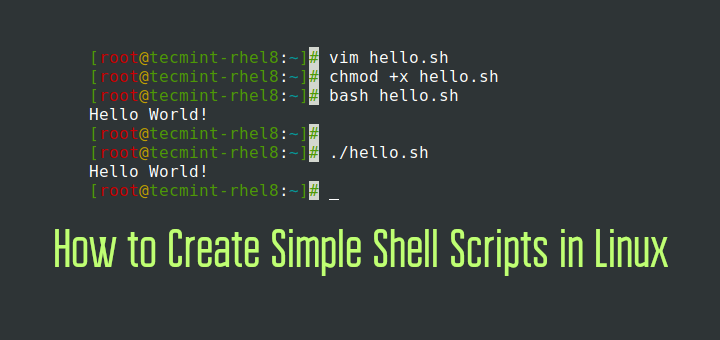 [root@tecmint-rhel8:~]# vim hello.sh
[root@tecmint-rhel8:~]# chmod +x hello.sh
[root@tecmint-rhel8:~]# bash hello.sh
Hello World!
[root@tecmint-rhel8:~]#
[root@tecmint-rhel8:~]# ./hello.sh
Hello World!
[root@tecmint-rhel8:~]# _
How to Create Simple Shell Scripts in Linux